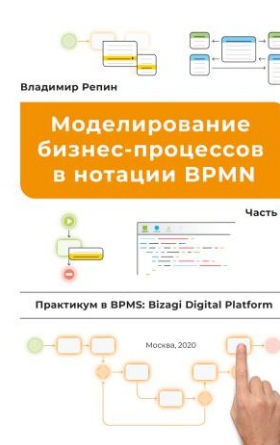 Владимир Репин
Моделирование
бизнес-процессов
в нотации BPMN
Часть
Практикум в BPMS: Bizagi Digital Platform
Москва, 2020